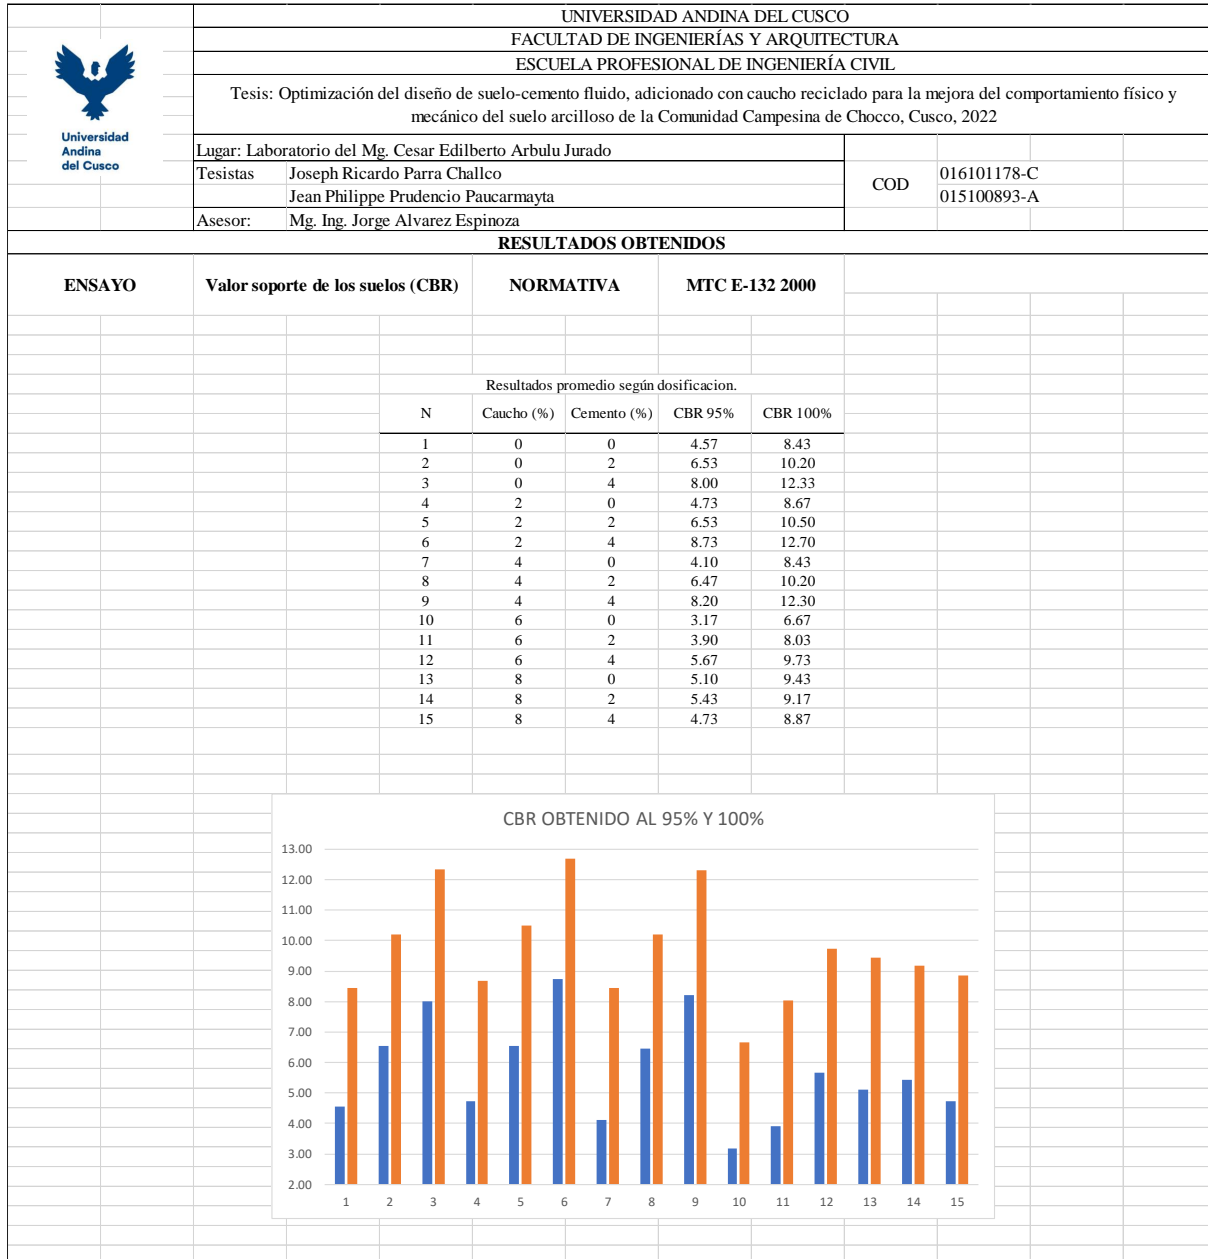 UNIVERSIDAD ANDINA DEL CUSCO
FACULTAD DE INGENIERÍAS Y ARQUITECTURA
ESCUELA PROFESIONAL DE INGENIERÍA CIVIL
Universidad
Andina
del Cusco
Tesis: Optimización del diseño de suelo-cemento fluido, adicionado con caucho reciclado para la mejora del comportamiento físico y
mecánico del suelo arcilloso de la Comunidad Campesina de Chocco, Cusco, 2022
Lugar: Laboratorio del Mg. Cesar Edilberto Arbulu Jurado
Tesistas Joseph Ricardo Parra Challco COD 016101178-C
Jean Philippe Prudencio Paucarmayta 015100893-A
Asesor: Mg. Ing. Jorge Alvarez Espinoza
RESULTADOS OBTENIDOS
ENSAYO Valor soporte de los suelos (CBR) NORMATIVA MTC E-132 2000
Resultados promedio según dosificacion.
N Caucho (%) Cemento (%) CBR 95% CBR 100%
1 0 0 4.57 8.43
2 0 2 6.53 10.20
3 0 4 8.00 12.33
4 2 0 4.73 8.67
5 2 2 6.53 10.50
6 2 4 8.73 12.70
7 4 0 4.10 8.43
8 4 2 6.47 10.20
9 4 4 8.20 12.30
10 6 0 3.17 6.67
11 6 2 3.90 8.03
12 6 4 5.67 9.73
13 8 0 5.10 9.43
14 8 2 5.43 9.17
15 8 4 4.73 8.87
CBR OBTENIDO AL 95% Y 100%
13.00
12.00
11.00
10.00
9.00
8.00
7.00
6.00
5.00
4.00
3.00
2.00
1 2 3 4 5 6 7 8 9 10 11 12 13 14 15